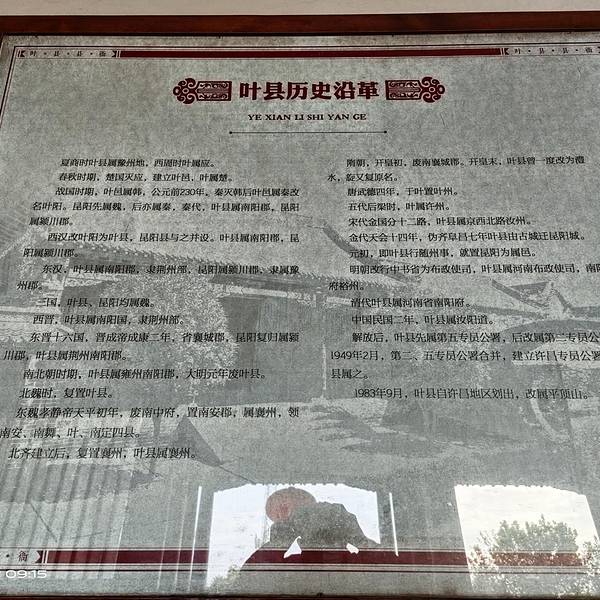 叶·县·县·衙
叶·县·县·衙
叶县历史沿革
YE XIAN LI SHI YAN GE
夏商时叶县属豫州地，西周时叶属应。
春秋时期，楚国灭应，建立叶邑，叶属楚。
战国时期，叶邑属韩，公元前230年，秦灭韩后叶邑属秦改
名叶阳。昆阳先属魏，后亦属秦，秦代，叶县属南阳郡，昆阳
属颍川郡。
西汉改叶阳为叶县，昆阳县与之并设。叶县属南阳郡，昆
阳属颍川郡。
东汉，叶县属南阳郡，隶荆州部，昆阳属颍川郡，隶属豫
州郡。
三国，叶县、昆阳均属魏。
西晋，叶县属南阳国，隶荆州部。
东晋十六国，晋成帝咸康二年，省襄城郡，昆阳复归属颍
川郡，叶县属荆州南阳郡。
南北朝时期，叶县属雍州南阳郡，大明元年废叶县。
北魏时，复置叶县。
东魏孝静帝天平初年，废南中府，置南安郡，属襄州，领
南安、南舞、叶、南定四县。
北齐建立后，复置襄州，叶县属襄州。
隋朝，开皇初，废南襄城郡。开皇末，叶县曾一度改为澧
水，旋又复原名。
唐武德四年，于叶置叶州。
五代后梁时，叶属许州。
宋代金国分十二路，叶县属京西北路汝州。
金代天会十四年，伪齐阜昌七年叶县由古城迁昆阳城。
元初，即叶县行随州事，就置昆阳为属邑。
明朝改行中书省为布政使司，叶县属河南布政使司，南阳
府裕州。
清代叶县属河南省南阳府。
中国民国二年，叶县属汝阳道。
解放后，叶县先属第五专员公署，后改属第二专员公
1949年2月，第二、五专员公署合并，建立许昌专员公署
县属之。
1983年9月，叶县自许昌地区划出，改属平顶山。
·衙
09:15